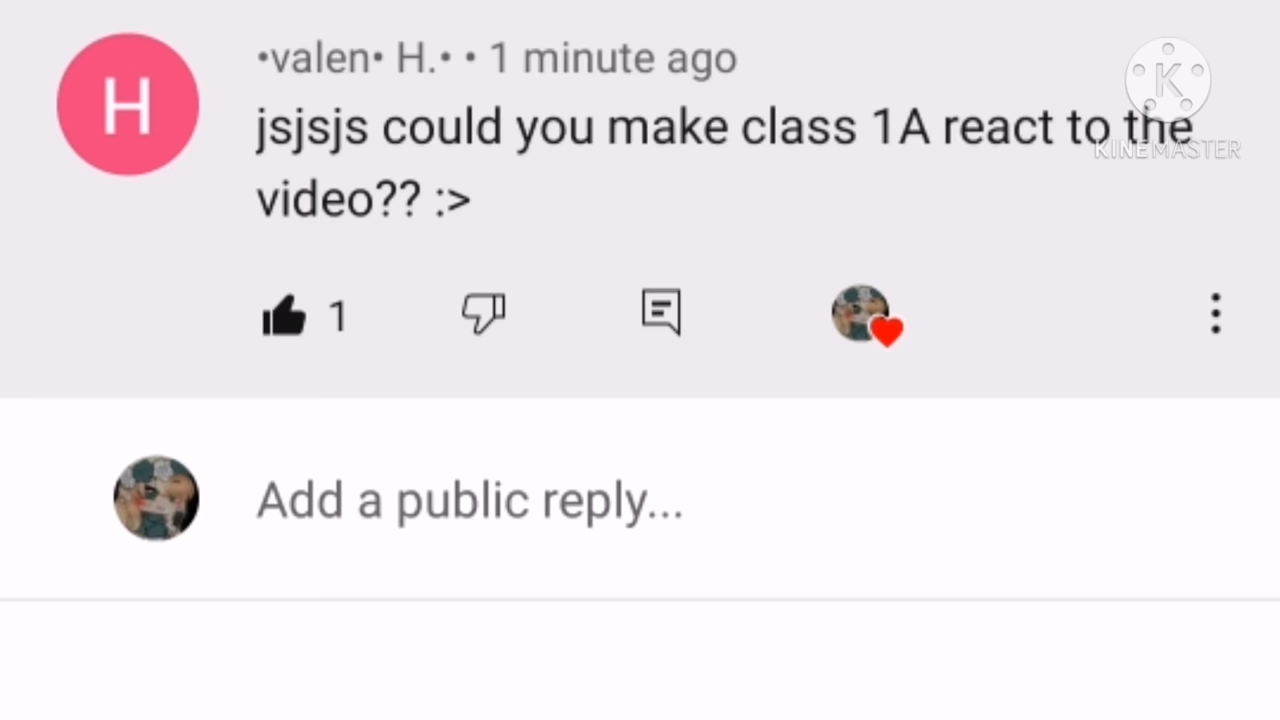 •valen• H.• • 1 minute ago
H
jsjsjs could you make class 1A react to the
video?? :>
K
KINEMASTER
1
Add a public reply...